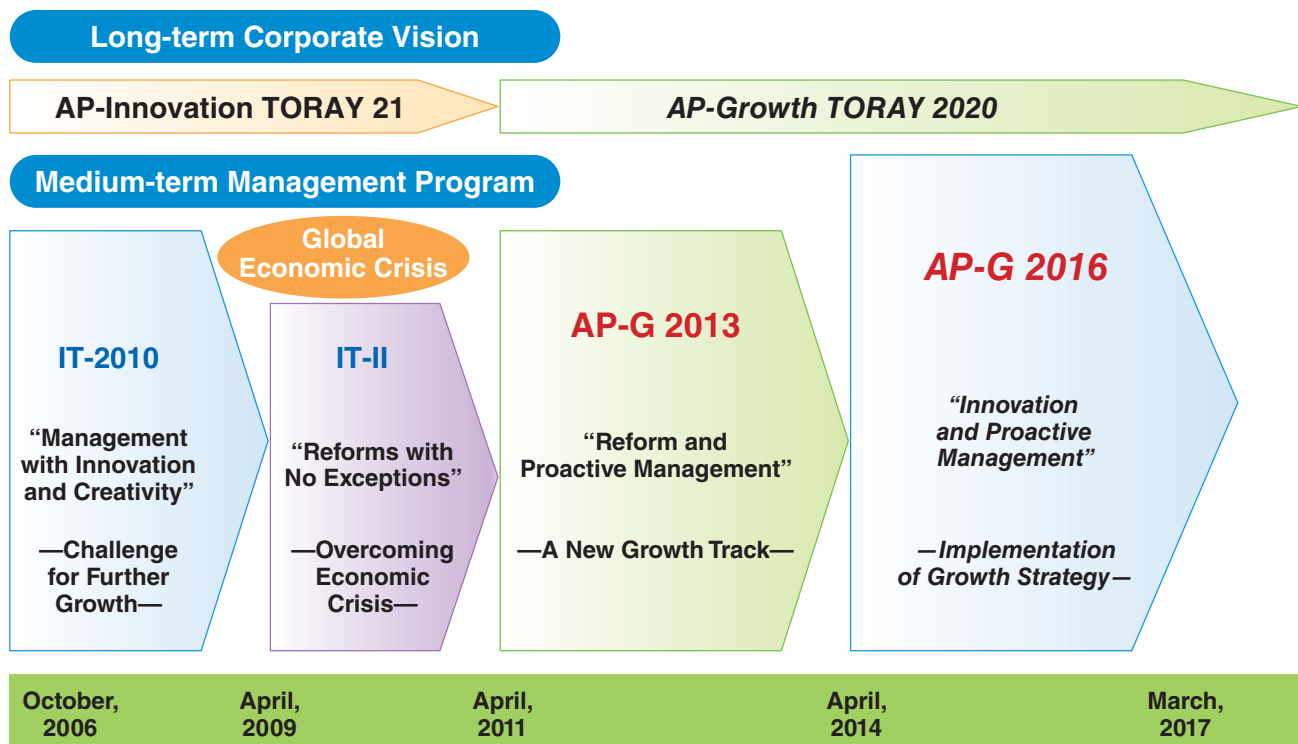 Long-term Corporate Vision
AP-Innovation TORAY 21
AP-Growth TORAY 2020
Medium-term Management Program
Global
Economic Crisis
IT-2010
“Management
with Innovation
and Creativity”
—Challenge
for Further
Growth—
IT-II
“Reforms with
No Exceptions”
—Overcoming
Economic
Crisis—
AP-G 2013
“Reform and
Proactive Management”
—A New Growth Track—
AP-G 2016
“Innovation
and Proactive
Management”
—Implementation
of Growth Strategy—
October,
2006
April,
2009
April,
2011
April,
2014
March,
2017